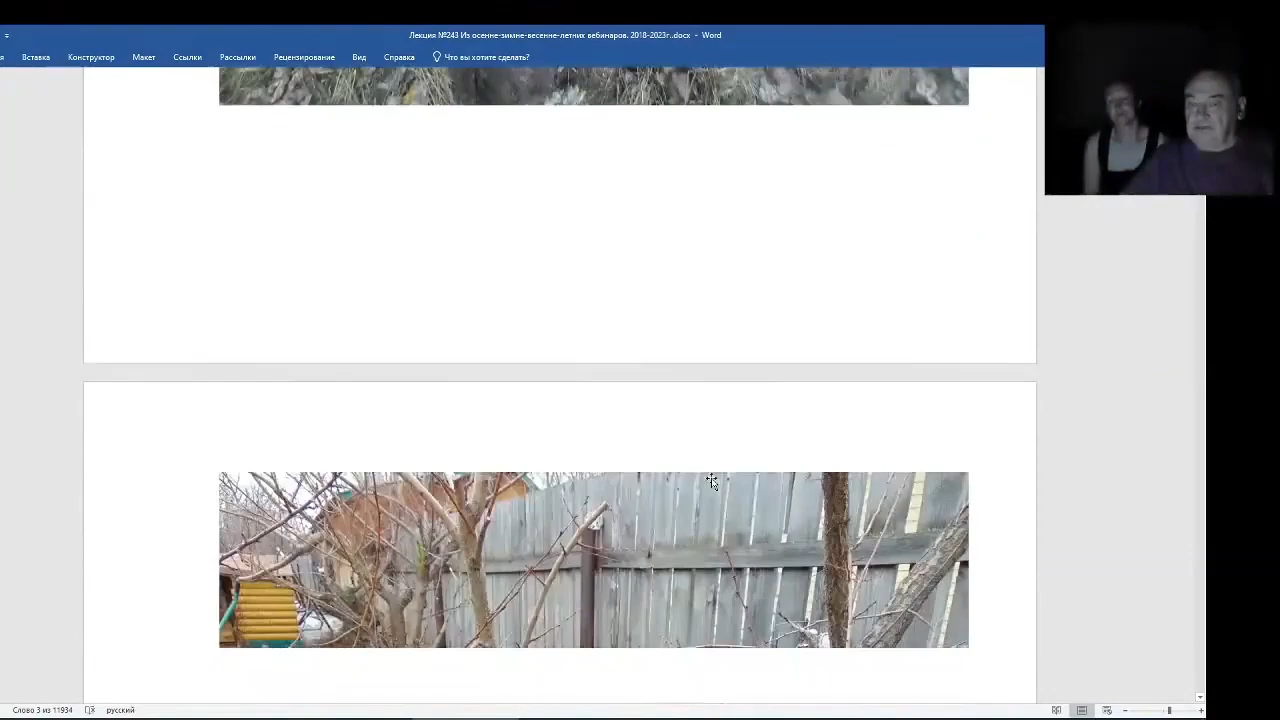 Лекция №243 Из осенне-зимне-весенне-летних вебинаров. 2018-2023г..docx - Word
я Вставка Конструктор Макет Ссылки Рассылки Рецензирование Вид Справка Что вы хотите сделать?
Слово 3 из 11934 русский